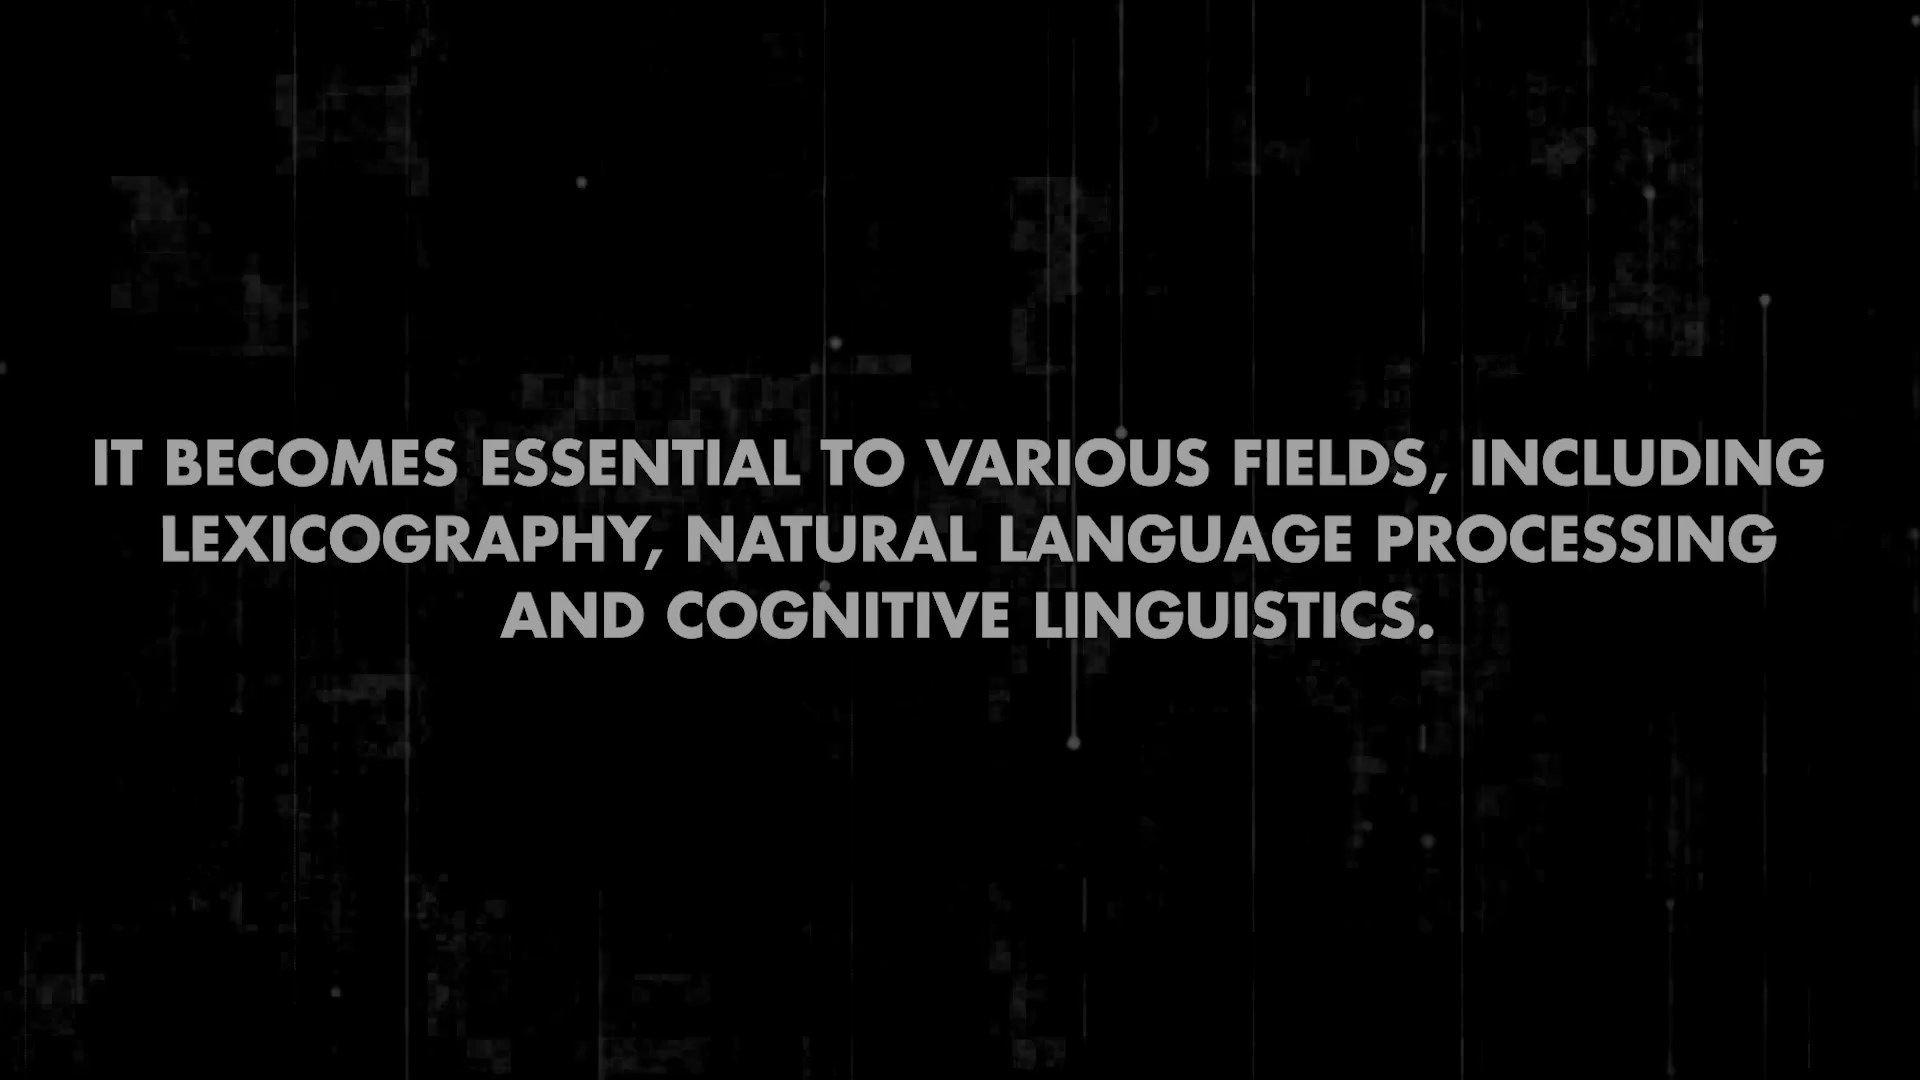 IT BECOMES ESSENTIAL TO VARIOUS FIELDS, INCLUDING
LEXICOGRAPHY, NATURAL LANGUAGE PROCESSING
AND COGNITIVE LINGUISTICS.